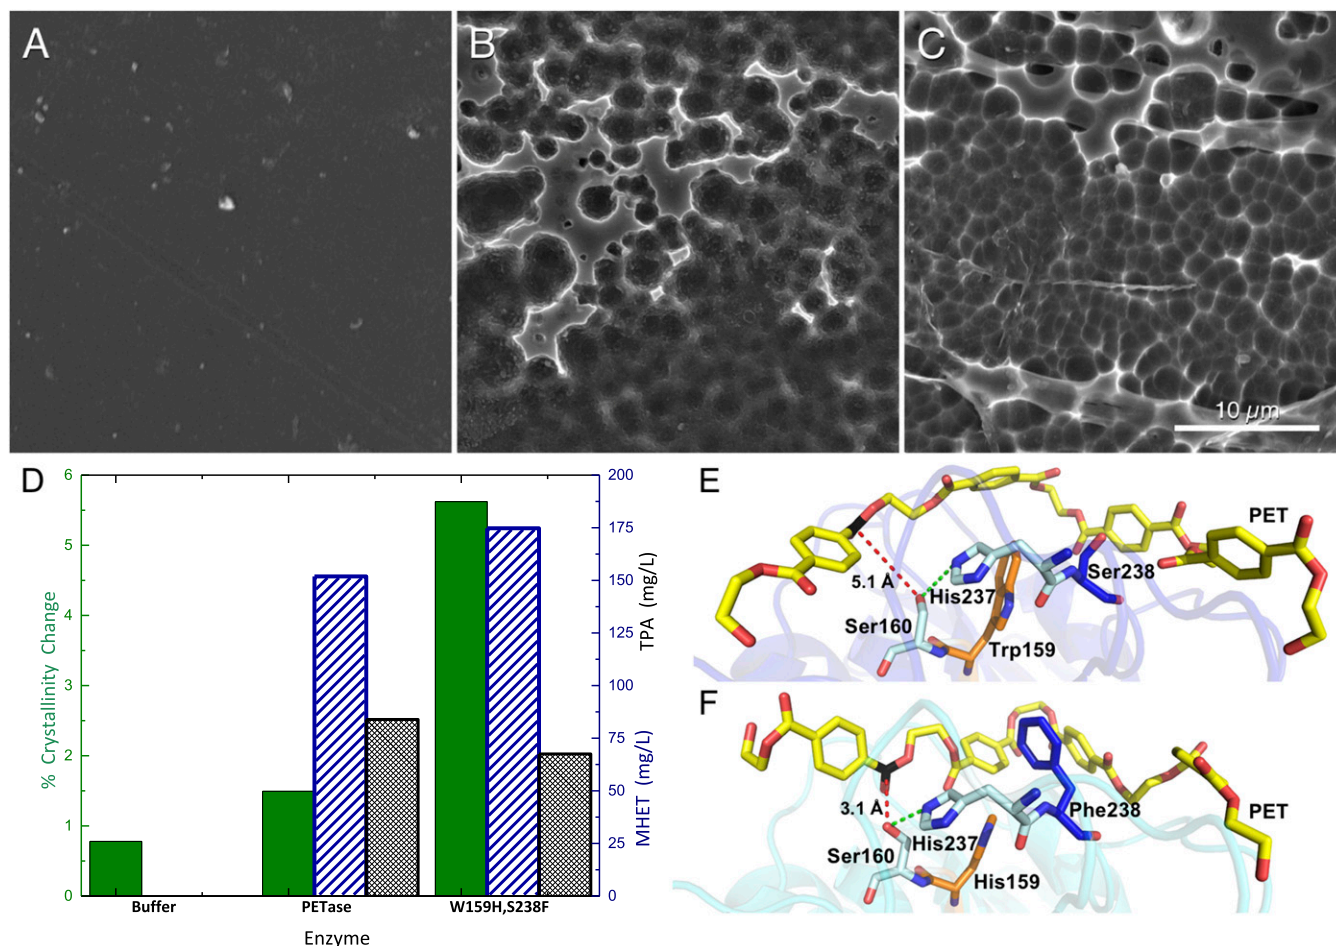 A
B
C
10 µm
D
6
5
4
3
2
1
0
% Crystallinity Change
200
175
150
125
100
75
50
25
0
TPA (mg/L)
MHET (mg/L)
Buffer
PETase
W159H,S238F
Enzyme
E
PET
5.1 Å
His237
Ser238
Ser160
Trp159
F
3.1 Å
Phe238
PET
His237
Ser160
His159